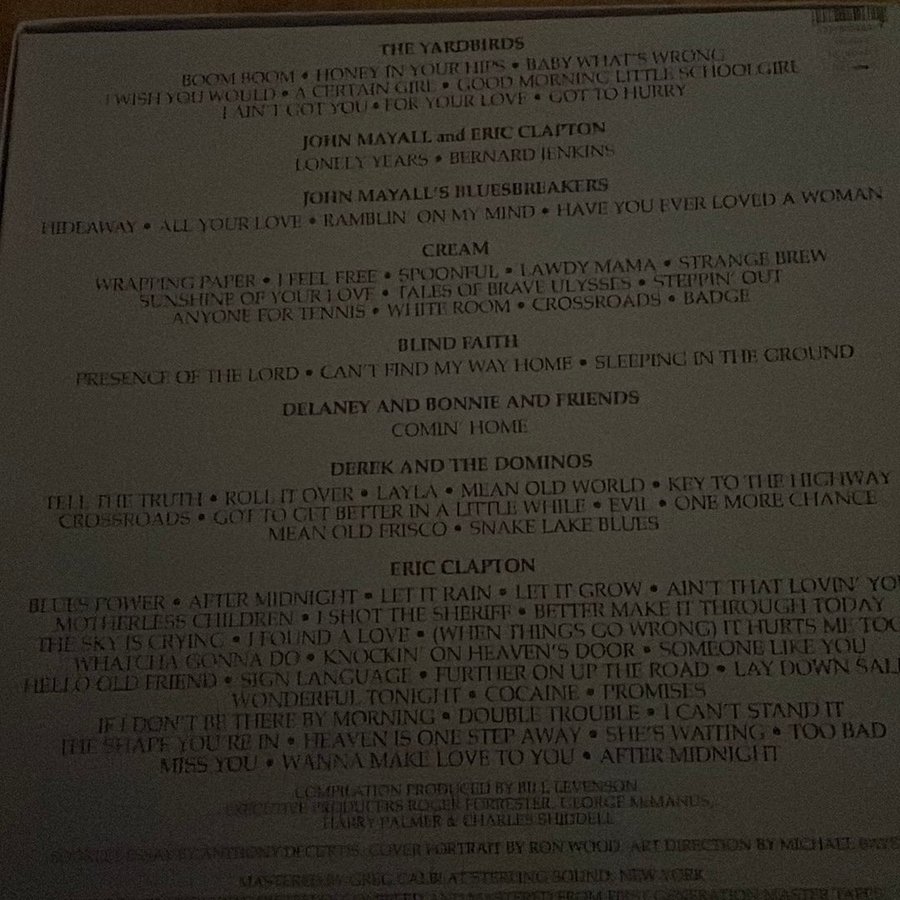 THE YARDBIRDS
BOOM BOOM • HONEY IN YOUR HIPS • BABY WHAT'S WRONG
I WISH YOU WOULD • A CERTAIN GIRL • GOOD MORNING LITTLE SCHOOLGIRL
I AIN'T GOT YOU • FOR YOUR LOVE • GOT TO HURRY
JOHN MAYALL and ERIC CLAPTON
LONELY YEARS • BERNARD JENKINS
JOHN MAYALL'S BLUESBREAKERS
HIDEAWAY • ALL YOUR LOVE • RAMBLIN' ON MY MIND • HAVE YOU EVER LOVED A WOMAN
CREAM
WRAPPING PAPER • I FEEL FREE • SPOONFUL • LAWDY MAMA • STRANGE BREW
SUNSHINE OF YOUR LOVE • TALES OF BRAVE ULYSSES • STEPPIN' OUT
ANYONE FOR TENNIS • WHITE ROOM • CROSSROADS • BADGE
BLIND FAITH
PRESENCE OF THE LORD • CAN'T FIND MY WAY HOME • SLEEPING IN THE GROUND
DELANEY AND BONNIE AND FRIENDS
COMIN' HOME
DEREK AND THE DOMINOS
TELL THE TRUTH • ROLL IT OVER • LAYLA • MEAN OLD WORLD • KEY TO THE HIGHWAY
CROSSROADS • GOT TO GET BETTER IN A LITTLE WHILE • EVIL • ONE MORE CHANCE
MEAN OLD FRISCO • SNAKE LAKE BLUES
ERIC CLAPTON
BLUES POWER • AFTER MIDNIGHT • LET IT RAIN • LET IT GROW • AIN'T THAT LOVIN' YOU
MOTHERLESS CHILDREN • I SHOT THE SHERIFF • BETTER MAKE IT THROUGH TODAY
THE SKY IS CRYING • I FOUND A LOVE • (WHEN THINGS GO WRONG) IT HURTS ME TOO
WHATCHA GONNA DO • KNOCKIN' ON HEAVEN'S DOOR • SOMEONE LIKE YOU
HELLO OLD FRIEND • SIGN LANGUAGE • FURTHER ON UP THE ROAD • LAY DOWN SALL
WONDERFUL TONIGHT • COCAINE • PROMISES
IF I DON'T BE THERE BY MORNING • DOUBLE TROUBLE • I CAN'T STAND IT
THE SHAPE YOU'RE IN • HEAVEN IS ONE STEP AWAY • SHE'S WAITING • TOO BAD
MISS YOU • WANNA MAKE LOVE TO YOU • AFTER MIDNIGHT
COMPILATION PRODUCED BY BILL LEVENSON
EXECUTIVE PRODUCERS ROGER FORRESTER, GEORGE McMANUS,
HARRY PALMER & CHARLES
BOOKLET ESSAY BY ANTHONY DECURTIS. COVER PORTRAIT BY RON WOOD. ART DIRECTION BY MICHAEL BAYS
MASTERED BY GREG CALBI AT STERLING SOUND, NEW YORK
AND MASTERED FROM FIRST GENERATION MASTER TAPES